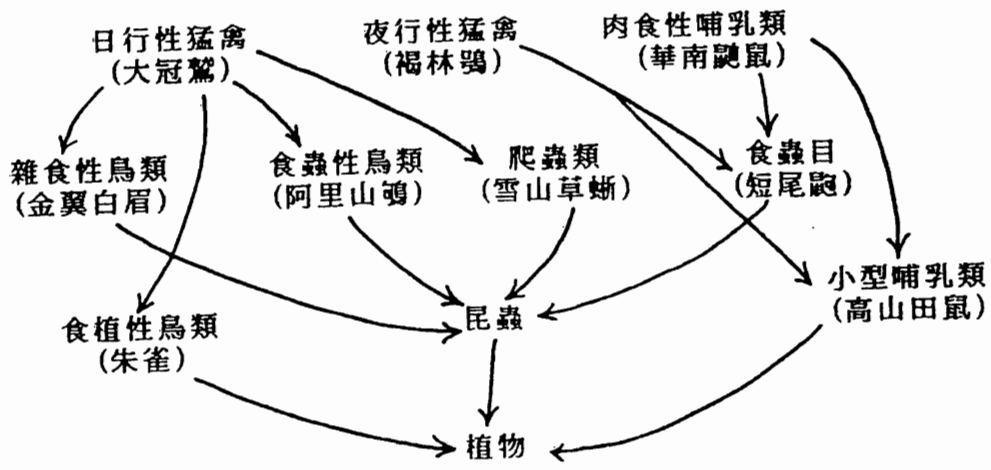 日行性猛禽
(大冠鷲)
夜行性猛禽
(褐林鴞)
肉食性哺乳類
(華南鼬鼠)
雜食性鳥類
(金翼白眉)
食蟲性鳥類
(阿里山鴝)
爬蟲類
(雪山草蜥)
食蟲目
(短尾鼩)
小型哺乳類
(高山田鼠)
食植性鳥類
(朱雀)
昆蟲
植物